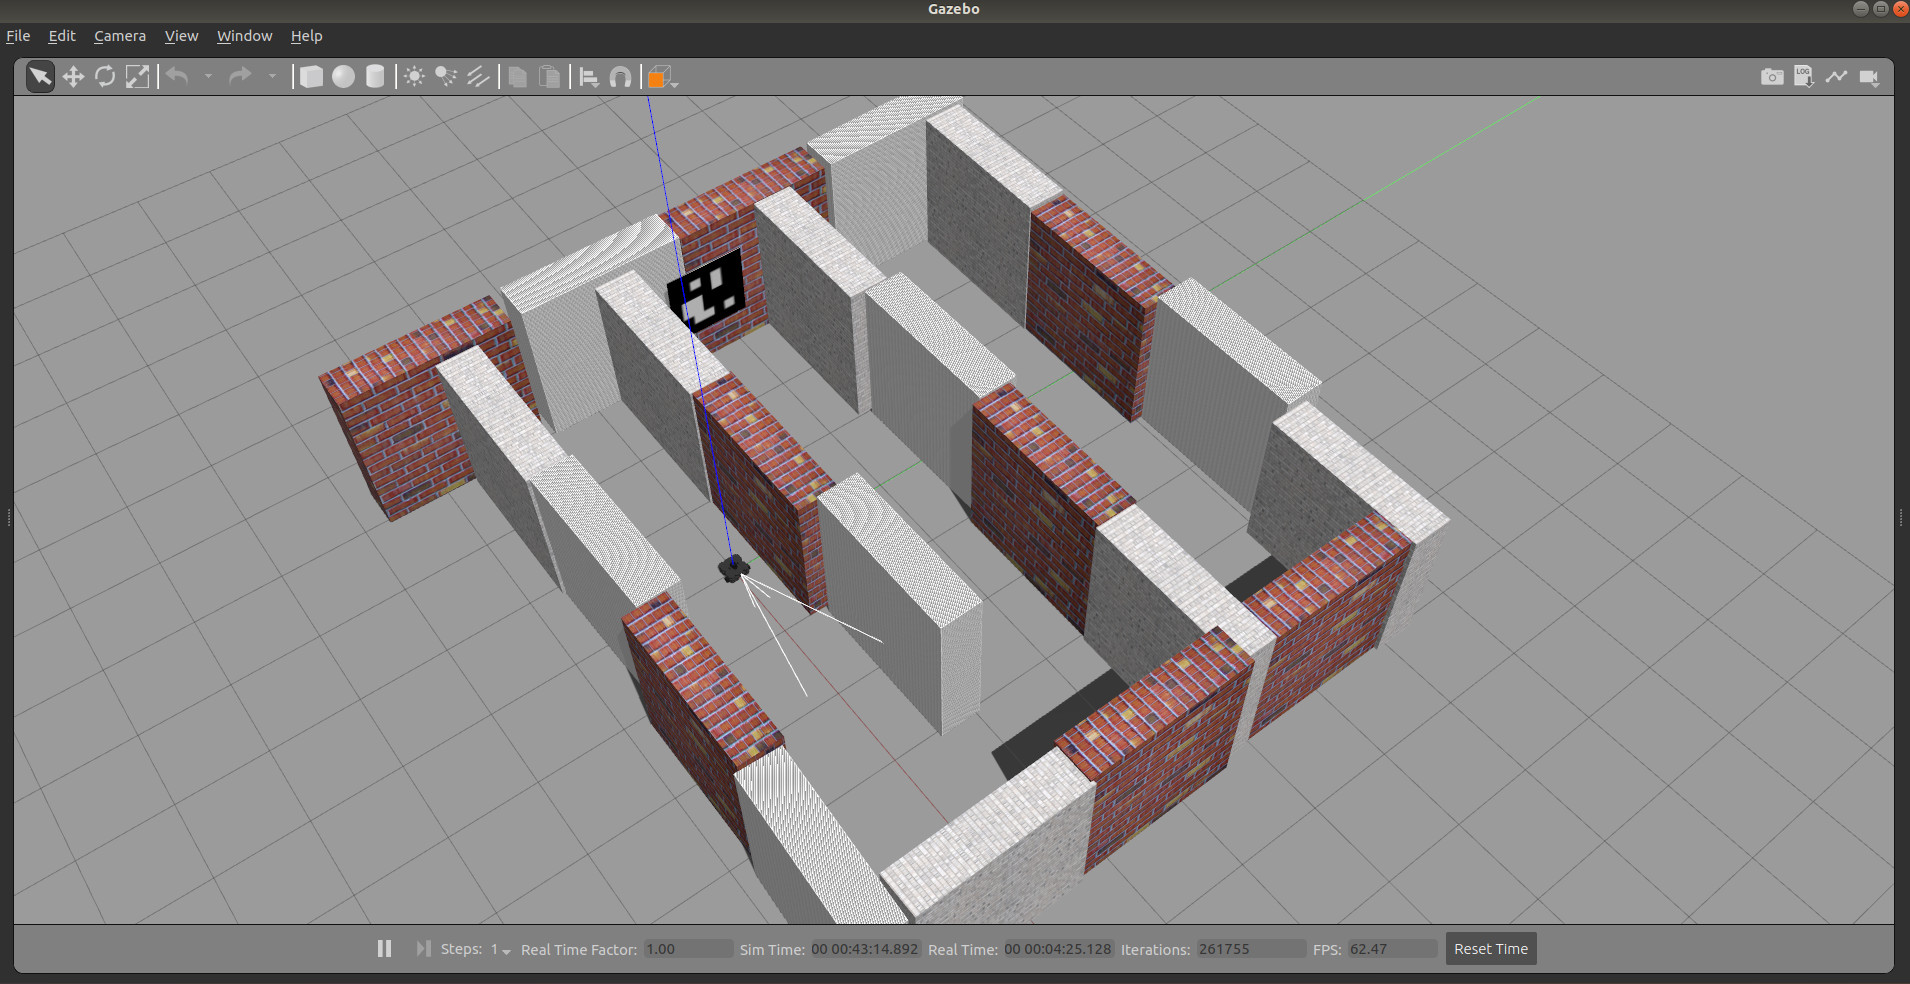 Gazebo
File Edit Camera View Window Help
LOG
Steps: 1 Real Time Factor: 1.00 Sim Time: 00 00:43:14.892 Real Time: 00 00:04:25.128 Iterations: 261755 FPS: 62.47 Reset Time